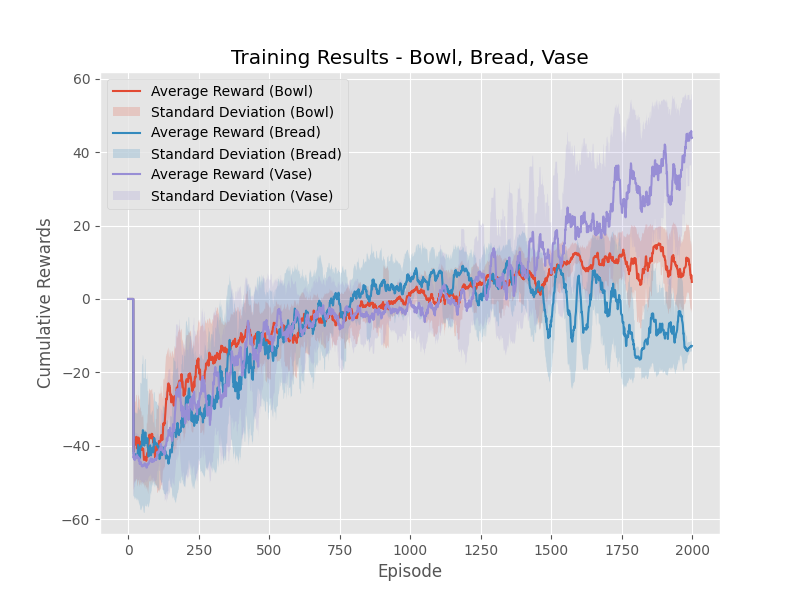 Training Results - Bowl, Bread, Vase
Average Reward (Bowl)
Standard Deviation (Bowl)
Average Reward (Bread)
Standard Deviation (Bread)
Average Reward (Vase)
Standard Deviation (Vase)
Cumulative Rewards
60
40
20
0
−20
−40
−60
0 250 500 750 1000 1250 1500 1750 2000
Episode